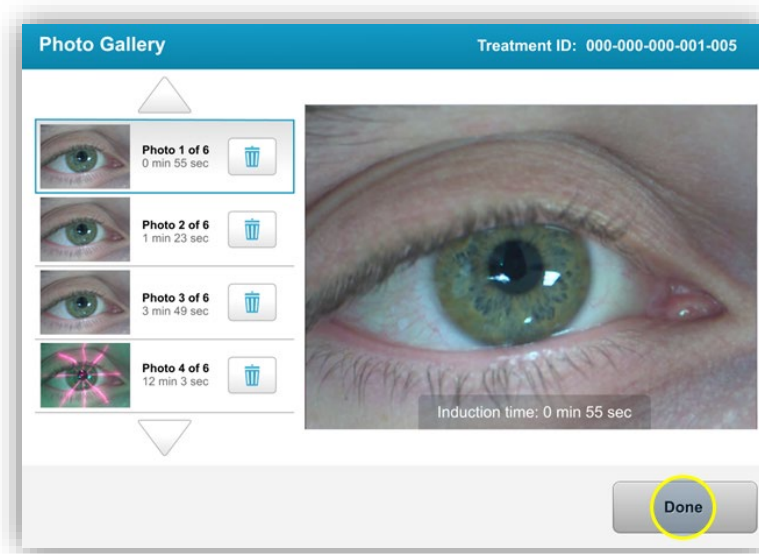 Photo Gallery
Treatment ID: 000-000-000-001-005
Photo 1 of 6
0 min 55 sec
Photo 2 of 6
1 min 23 sec
Photo 3 of 6
3 min 49 sec
Photo 4 of 6
12 min 3 sec
Induction time: 0 min 55 sec
Done